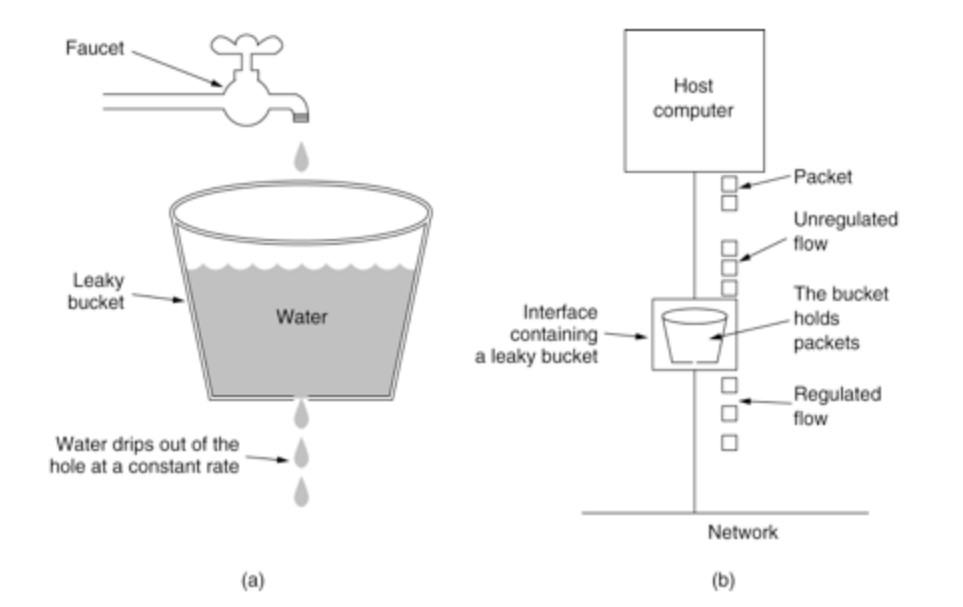 Faucet
Leaky
bucket
Water
Water drips out of the
hole at a constant rate
(a)
Host
computer
Packet
Unregulated
flow
The bucket
holds
packets
Interface
containing
a leaky bucket
Regulated
flow
Network
(b)